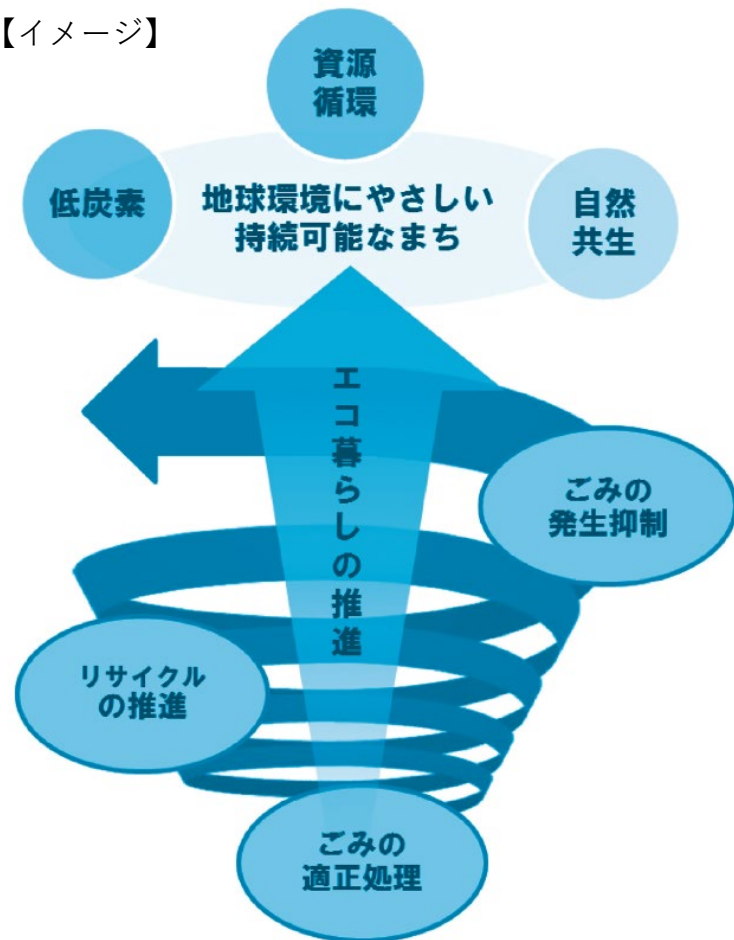 【イメージ】
資源
循環
低炭素
地球環境にやさしい
持続可能なまち
自然
共生
エコ暮らしの推進
ごみの
発生抑制
リサイクル
の推進
ごみの
適正処理